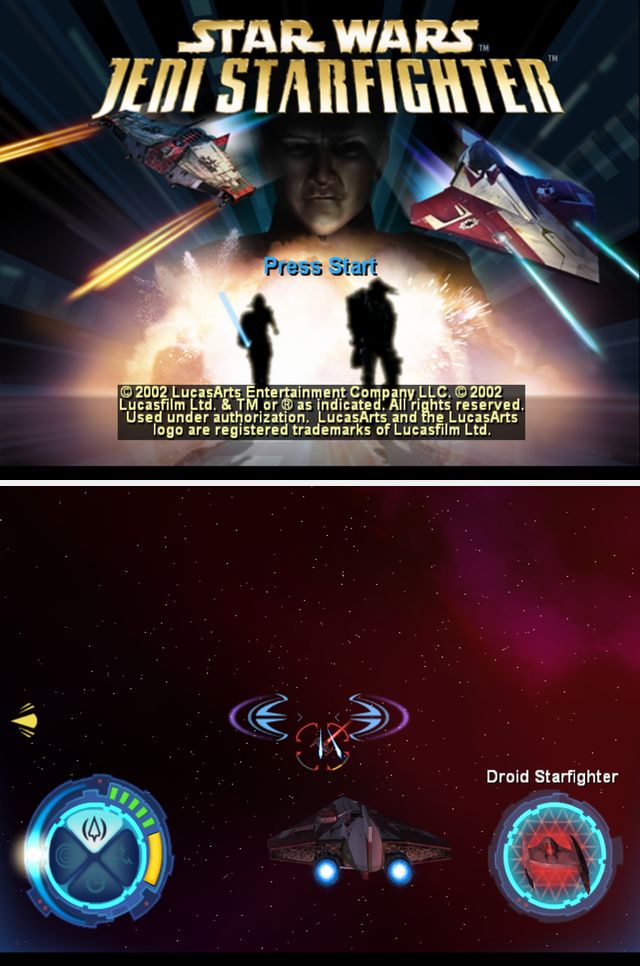 STAR WARS™
JEDI STARFIGHTER™
Press Start
© 2002 LucasArts Entertainment Company LLC. © 2002
Lucasfilm Ltd. & TM or ® as indicated. All rights reserved.
Used under authorization. LucasArts and the LucasArts
logo are registered trademarks of Lucasfilm Ltd.
Droid Starfighter